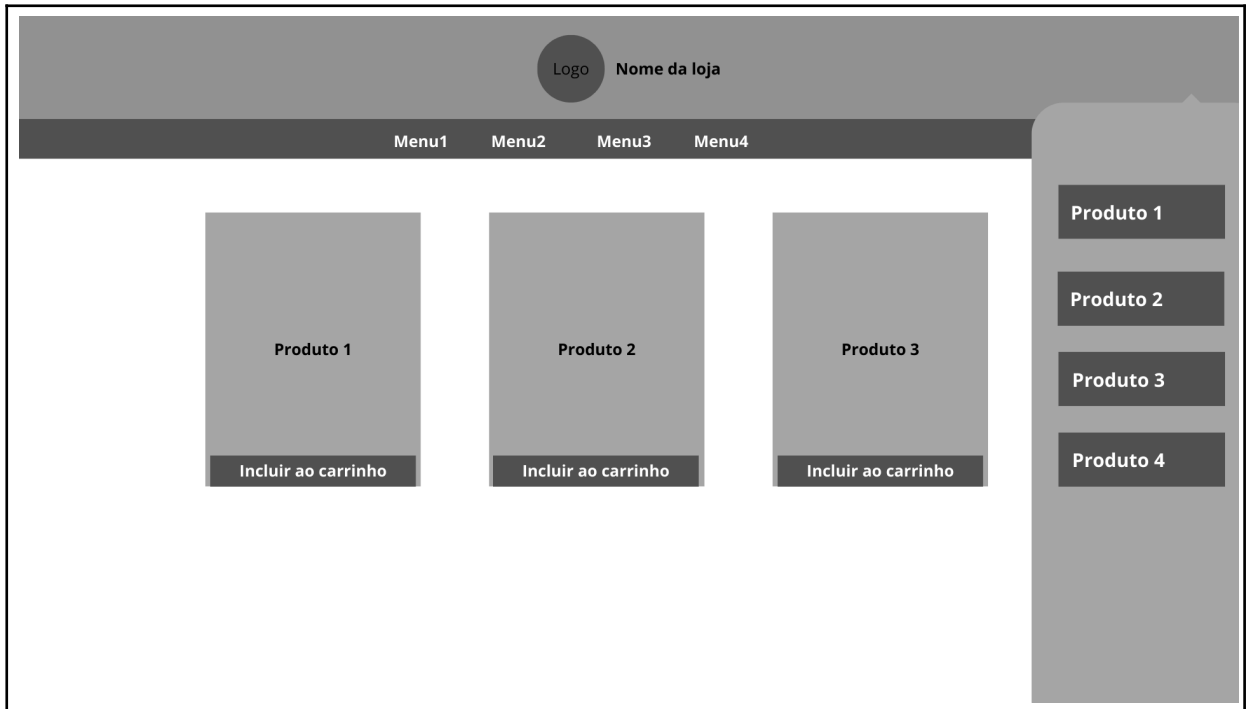 Logo
Nome da loja
Menu1 Menu2 Menu3 Menu4
Produto 1
Incluir ao carrinho
Produto 2
Incluir ao carrinho
Produto 3
Incluir ao carrinho
Produto 1
Produto 2
Produto 3
Produto 4